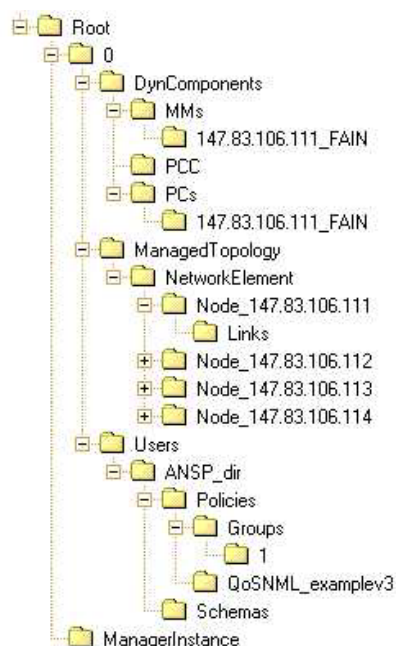 Root
0
DynComponents
MMs
147.83.106.111_FAIN
PCC
PCs
147.83.106.111_FAIN
ManagedTopology
NetworkElement
Node_147.83.106.111
Links
Node_147.83.106.112
Node_147.83.106.113
Node_147.83.106.114
Users
ANSP_dir
Policies
Groups
1
QoSNML_examplev3
Schemas
ManagerInstance